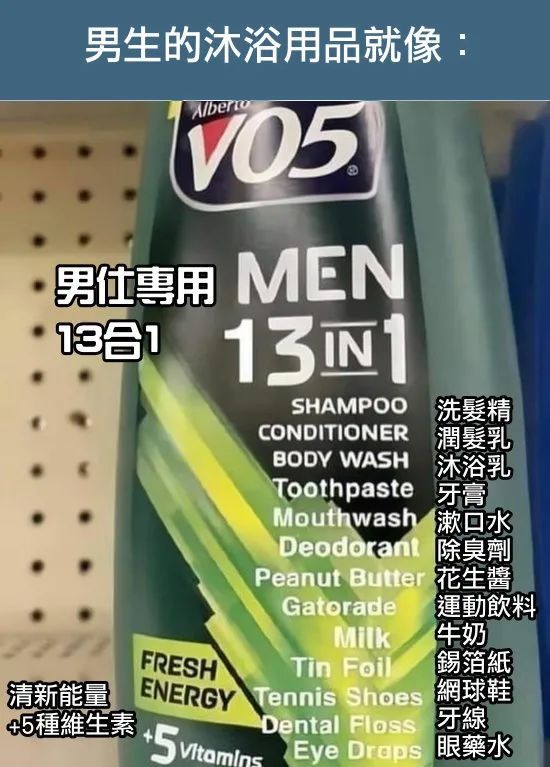 男生的沐浴用品就像：
Alberto
VO5®
男仕專用 MEN
13合1 13 IN 1
SHAMPOO 洗髮精
CONDITIONER 潤髮乳
BODY WASH 沐浴乳
Toothpaste 牙膏
Mouthwash 漱口水
Deodorant 除臭劑
Peanut Butter 花生醬
Gatorade 運動飲料
Milk 牛奶
Tin Foil 錫箔紙
Tennis Shoes 網球鞋
Dental Floss 牙線
Eye Drops 眼藥水
FRESH
ENERGY
+5 Vitamins
清新能量
+5種維生素